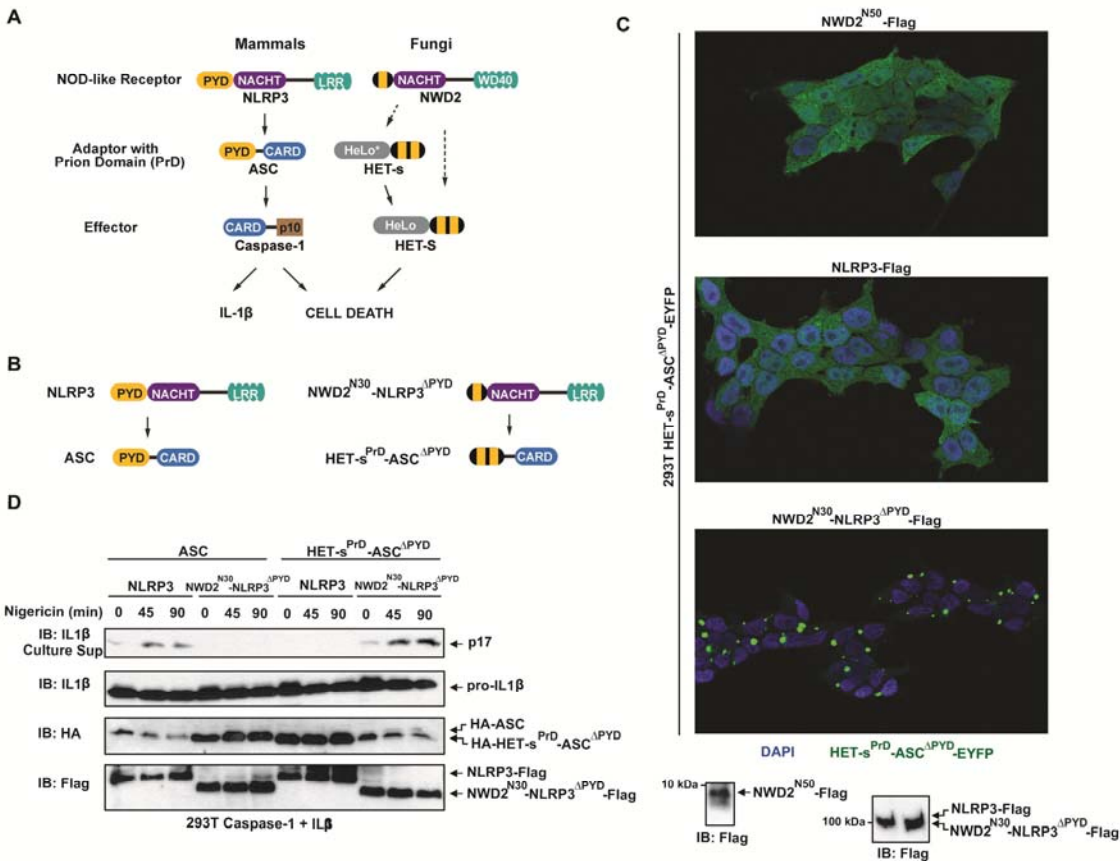 A
Mammals Fungi
NOD-like Receptor
PYD NACHT LRR
NLRP3
NACHT WD40
NWD2
Adaptor with
Prion Domain (PrD)
PYD CARD
ASC
HeLo*
HET-s
Effector
CARD p10
Caspase-1
HeLo
HET-S
IL-1β CELL DEATH
B
NLRP3 PYD NACHT LRR
ASC PYD CARD
NWD2N30-NLRP3ΔPYD NACHT LRR
HET-sPrD-ASCΔPYD CARD
C
NWD2N50-Flag
NLRP3-Flag
NWD2N30-NLRP3ΔPYD-Flag
293T HET-sPrD-ASCΔPYD-EYFP
DAPI HET-sPrD-ASCΔPYD-EYFP
10 kDa NWD2N50-Flag
IB: Flag
100 kDa NLRP3-Flag
NWD2N30-NLRP3ΔPYD-Flag
IB: Flag
D
ASC HET-sPrD-ASCΔPYD
NLRP3 NWD2N30-NLRP3ΔPYD NLRP3 NWD2N30-NLRP3ΔPYD
Nigericin (min) 0 45 90 0 45 90 0 45 90 0 45 90
IB: IL1β
Culture Sup
p17
IB: IL1β pro-IL1β
IB: HA HA-ASC
HA-HET-sPrD-ASCΔPYD
IB: Flag NLRP3-Flag
NWD2N30-NLRP3ΔPYD-Flag
293T Caspase-1 + ILβ